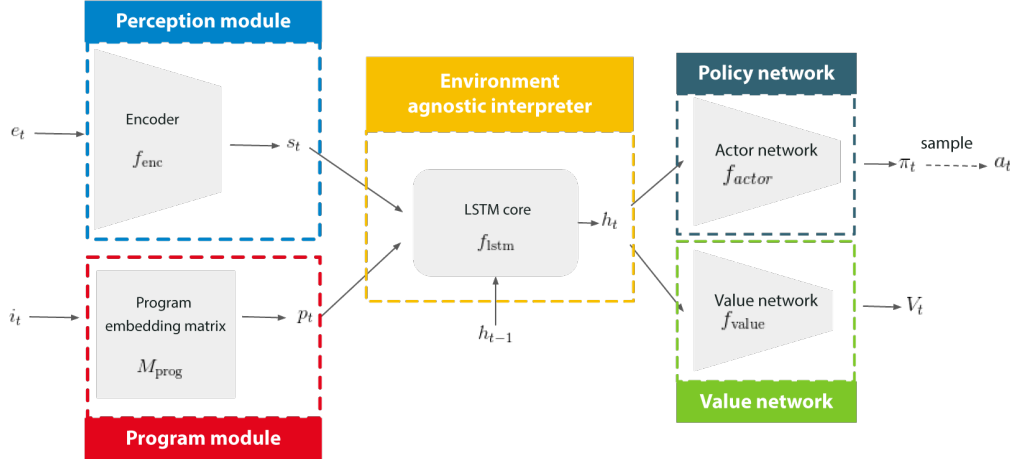 Perception module
Encoder
f_enc
e_t
s_t
Program
embedding matrix
M_prog
i_t
p_t
Program module
Environment
agnostic interpreter
LSTM core
f_lstm
h_t
h_{t-1}
Policy network
Actor network
f_actor
π_t
sample
a_t
Value network
f_value
V_t
Value network